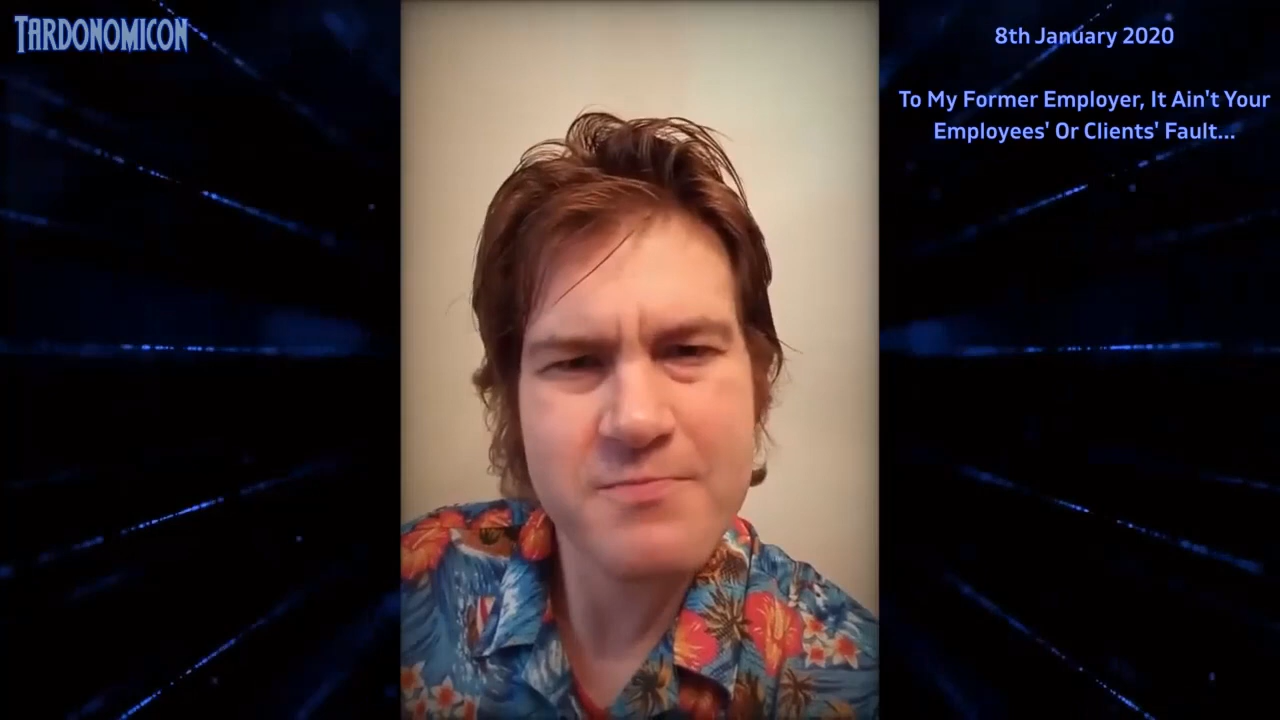 TARDONOMICON
8th January 2020
To My Former Employer, It Ain't Your
Employees' Or Clients' Fault...